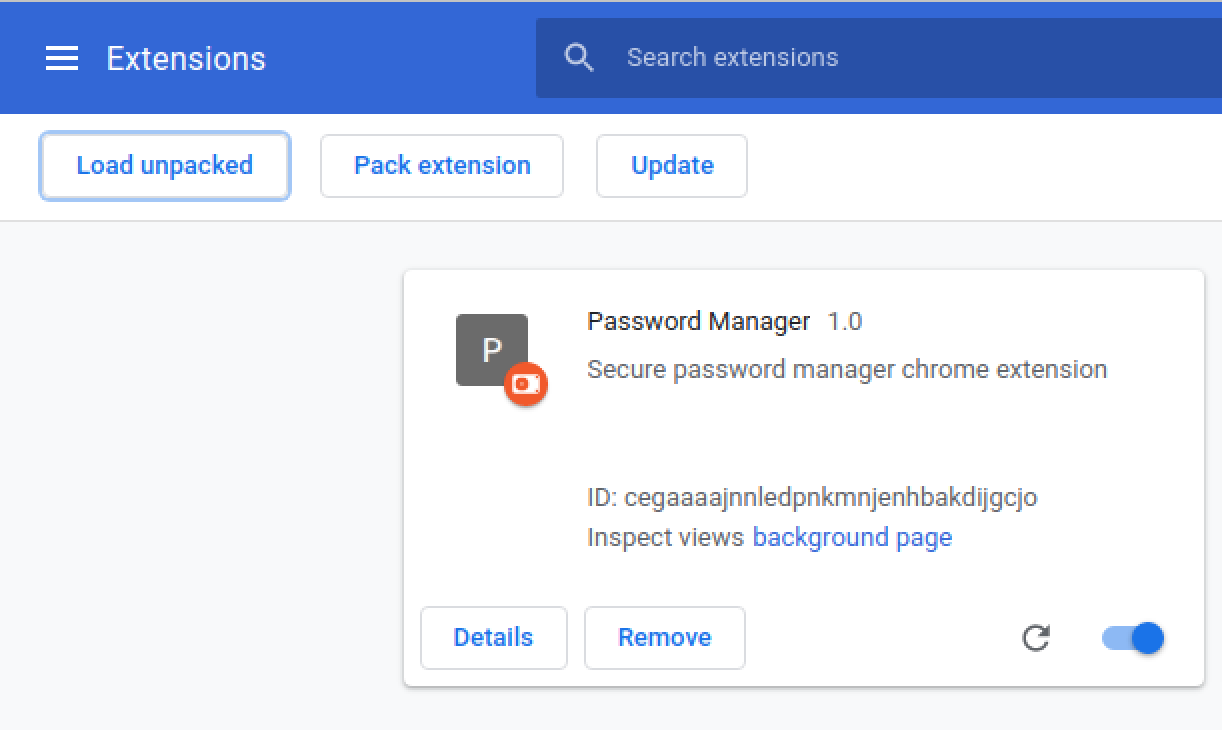 Extensions
Search extensions
Load unpacked
Pack extension
Update
P
Password Manager 1.0
Secure password manager chrome extension
ID: cegaaaajnnledpnkmnjenhbakdijgcjo
Inspect views background page
Details
Remove